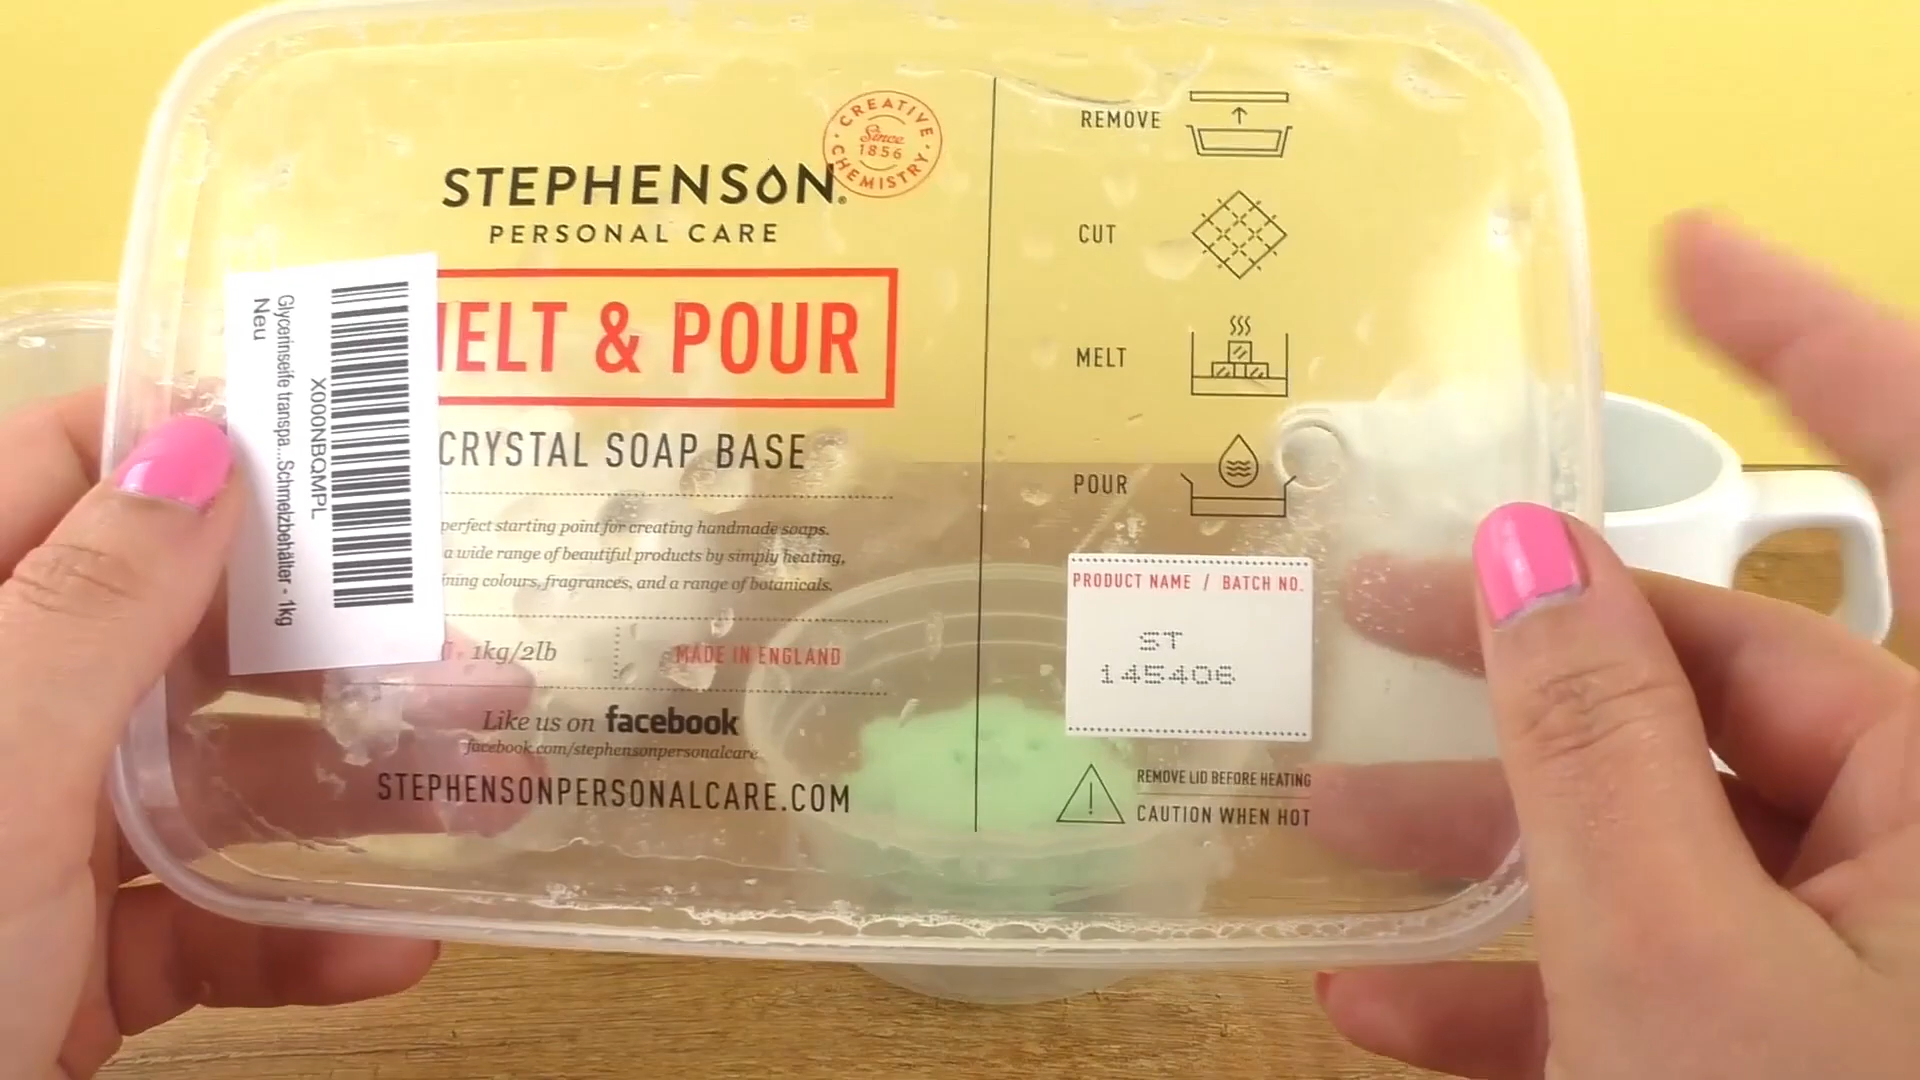 CREATIVE CHEMISTRY
Since
1856
STEPHENSON®
PERSONAL CARE
MELT & POUR
CRYSTAL SOAP BASE
perfect starting point for creating handmade soaps.
a wide range of beautiful products by simply heating,
colours, fragrances, and a range of botanicals.
1kg/2lb
MADE IN ENGLAND
Like us on facebook
facebook.com/stephensonpersonalcare
STEPHENSONPERSONALCARE.COM
X000NBQMPL
Glycerinseife transpa...Schmelzbehälter - 1kg
Neu
REMOVE
CUT
MELT
POUR
PRODUCT NAME / BATCH NO.
ST
145406
REMOVE LID BEFORE HEATING
CAUTION WHEN HOT